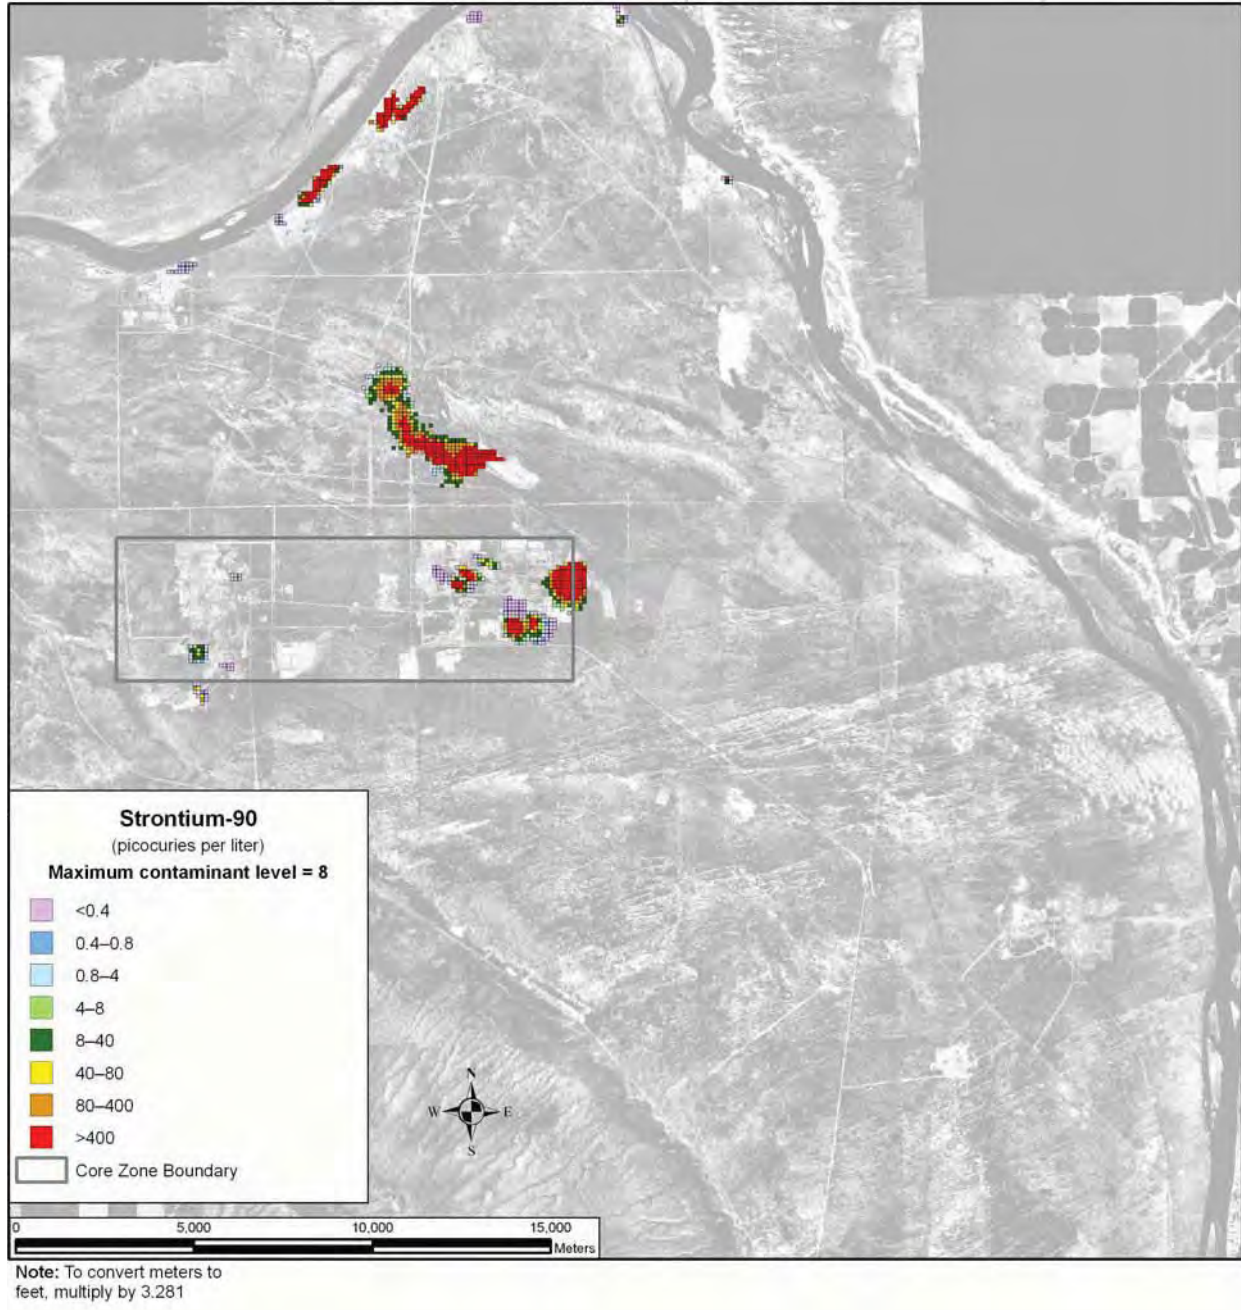 Strontium-90
(picocuries per liter)
Maximum contaminant level = 8
<0.4
0.4–0.8
0.8–4
4–8
8–40
40–80
80–400
>400
Core Zone Boundary
N
W E
S
0 5,000 10,000 15,000
Meters
Note: To convert meters to
feet, multiply by 3.281